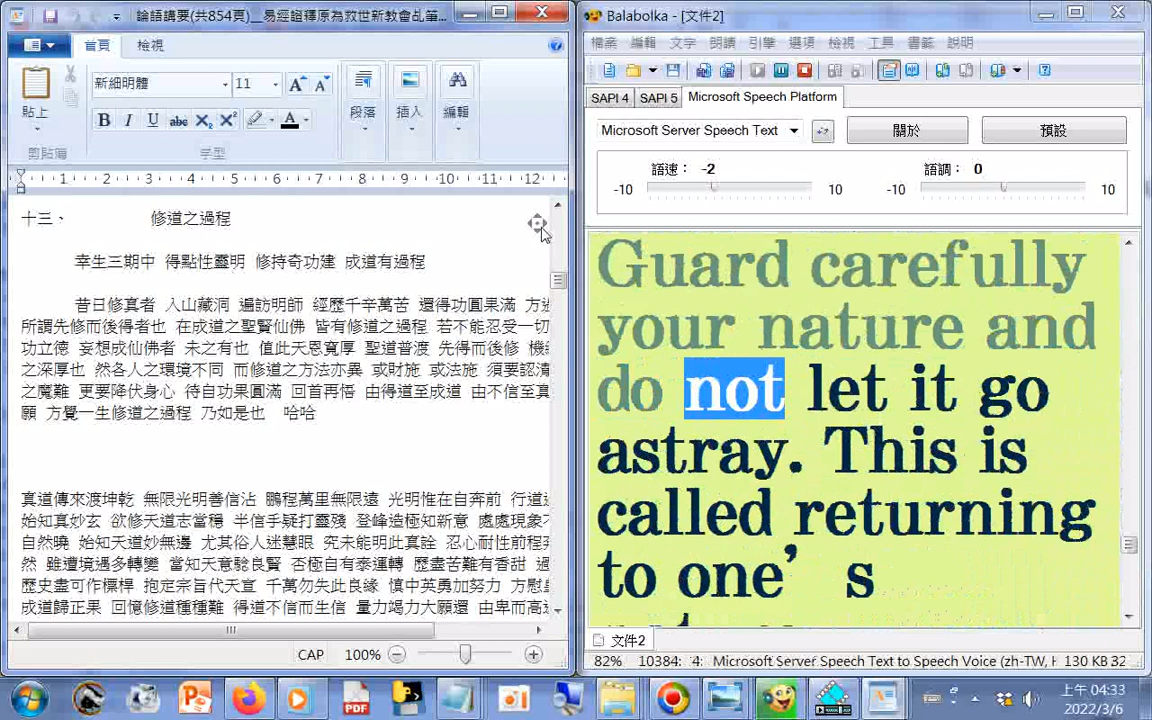 論語講要(共854頁)__易經證釋原為救世新教會乩筆...
首頁
檢視
貼上
剪貼簿
新細明體
11
B I U abc X2 X2 A
字型
段落
插入
編輯
1 2 3 4 5 6 7 8 9 10 11 12
十三、 修道之過程
幸生三期中 得點性靈明 修持奇功建 成道有過程
昔日修真者 入山藏洞 遍訪明師 經歷千辛萬苦 還得功圓果滿 方
所謂先修而後得者也 在成道之聖賢仙佛 皆有修道之過程 若不能忍受一切
功立德 妄想成仙佛者 未之有也 值此天恩寬厚 聖道普渡 先得而後修 機
之深厚也 然各人之環境不同 而修道之方法亦異 或財施 或法施 須要認清
之魔難 更要降伏身心 待自功果圓滿 回首再悟 由得道至成道 由不信至真
願 方覺一生修道之過程 乃如是也 哈哈
真道傳來渡坤乾 無限光明善信沾 鵬程萬里無限遠 光明惟在自奔前 行道
始知真妙玄 欲修天道志當穩 半信乎疑打靈殘 登峰造極知新意 處處現象
自然曉 始知天道妙無邊 尤其俗人迷慧眼 究未能明此真詮 忍心耐性前程
然 雖遭境遇多轉變 當知天意驗良賢 否極自有泰運轉 歷盡苦難有香甜
歷史盡可作標桿 抱定宗旨代天宣 千萬勿失此良緣 慎中英勇加努力 方慰
成道歸正果 回憶修道種種難 得道不信而生信 量力竭力大願還 由卑而高
CAP 100%
Balabolka - [文件2]
檔案 編輯 文字 朗讀 引擎 選項 檢視 工具 書籤 說明
SAPI 4 SAPI 5 Microsoft Speech Platform
Microsoft Server Speech Text
關於
預設
語速： -2
-10 10
語調： 0
-10 10
Guard carefully
your nature and
do not let it go
astray. This is
called returning
to one’ s
文件2
82% 10384: 4: Microsoft Server Speech Text to Speech Voice (zh-TW, H 130 KB 32
上午 04:33
2022/3/6